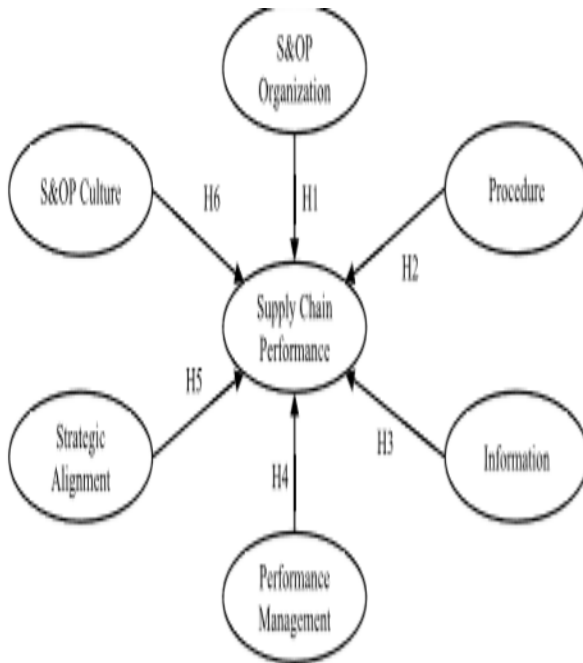 S&OP
Organization
S&OP Culture
H6
H1
Procedure
H2
Supply Chain
Performance
H5
Strategic
Alignment
H4
H3
Information
Performance
Management